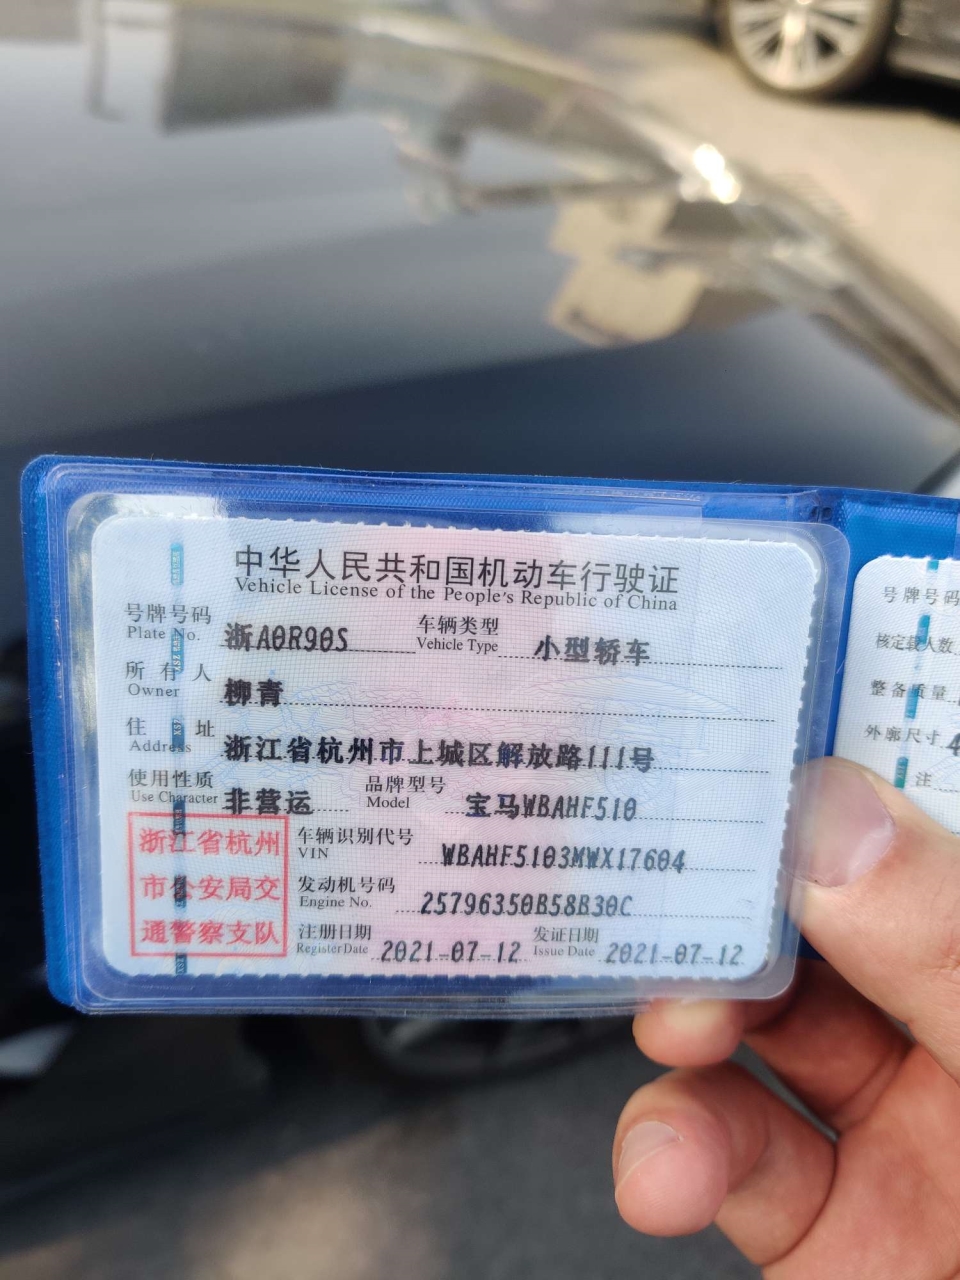 中华人民共和国机动车行驶证
Vehicle License of the People's Republic of China
号牌号码 浙A0R90S 车辆类型 小型轿车
Plate No. Vehicle Type
所有人 柳青
Owner
住址 浙江省杭州市上城区解放路111号
Address
使用性质 非营运 品牌型号 宝马WBAHF510
Use Character Model
浙江省杭州
市公安局交
通警察支队
车辆识别代号 WBAHF5103MWX17604
VIN
发动机号码 25796350B58B30C
Engine No.
注册日期 2021-07-12 发证日期 2021-07-12
Register Date Issue Date
号牌号码
核定载人数
整备质量
外廓尺寸 4
注